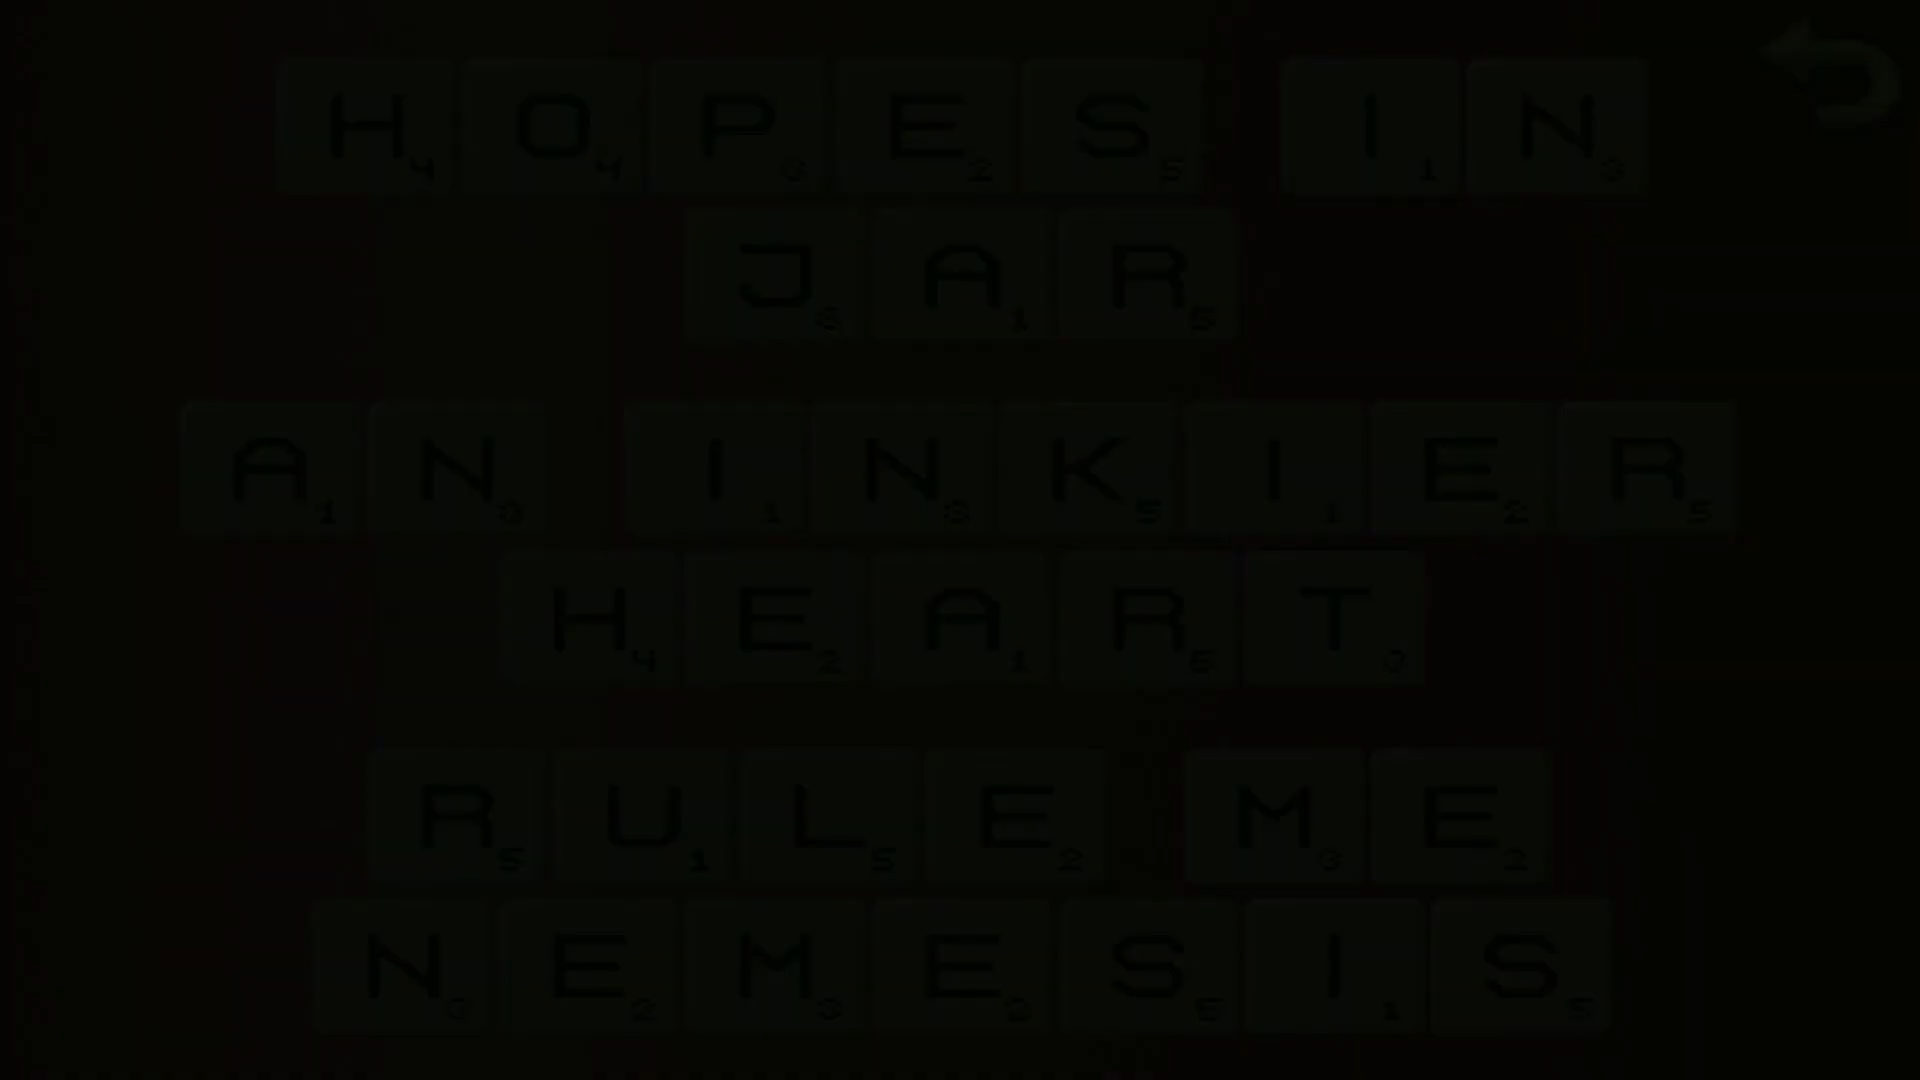 HOPES IN
JAR
AN INKIER
HEART
RULE ME
NEMESIS